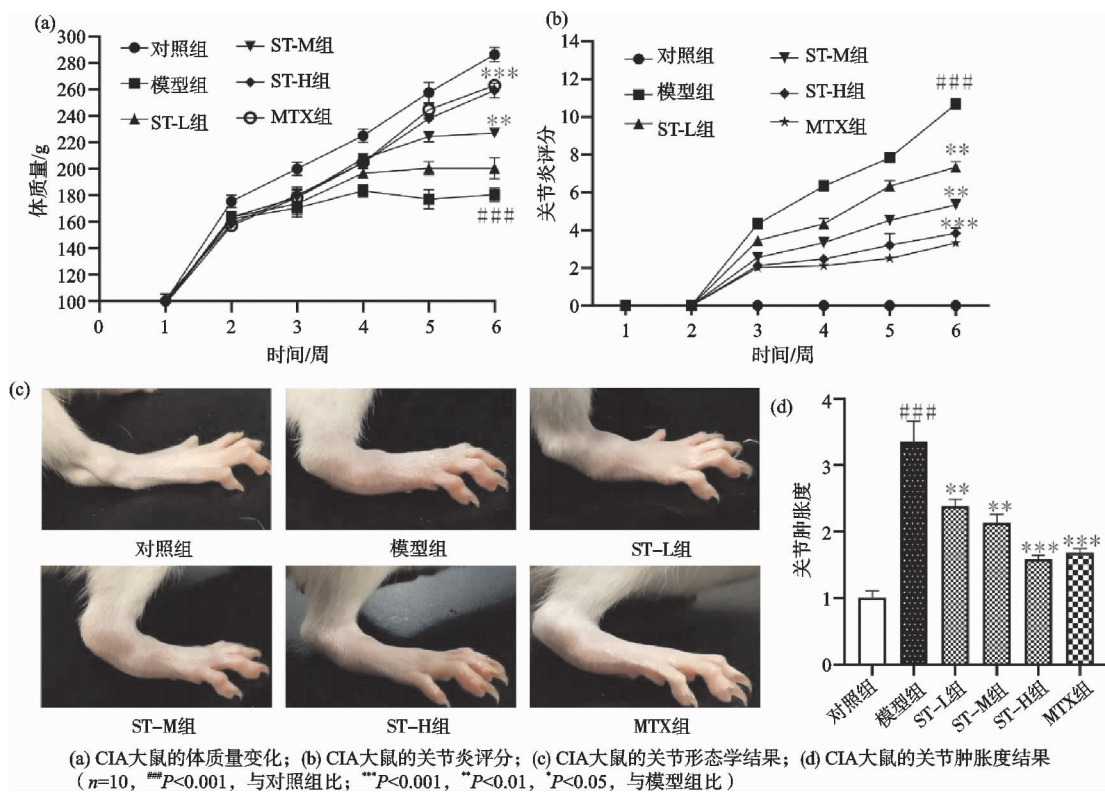 (a)
300
280
260
240
220
200
180
160
140
120
100
体质量/g
对照组
模型组
ST-L组
ST-M组
ST-H组
MTX组
***
**
###
0 1 2 3 4 5 6
时间/周
(b)
14
12
10
8
6
4
2
0
关节炎评分
对照组
模型组
ST-L组
ST-M组
ST-H组
MTX组
###
**
**
***
1 2 3 4 5 6
时间/周
(c)
对照组 模型组 ST-L组
ST-M组 ST-H组 MTX组
(d)
4
3
2
1
0
关节肿胀度
###
**
**
***
***
对照组
模型组
ST-L组
ST-M组
ST-H组
MTX组
(a) CIA大鼠的体质量变化；(b) CIA大鼠的关节炎评分；(c) CIA大鼠的关节形态学结果；(d) CIA大鼠的关节肿胀度结果
（n=10，###P<0.001，与对照组比；***P<0.001，**P<0.01，*P<0.05，与模型组比）